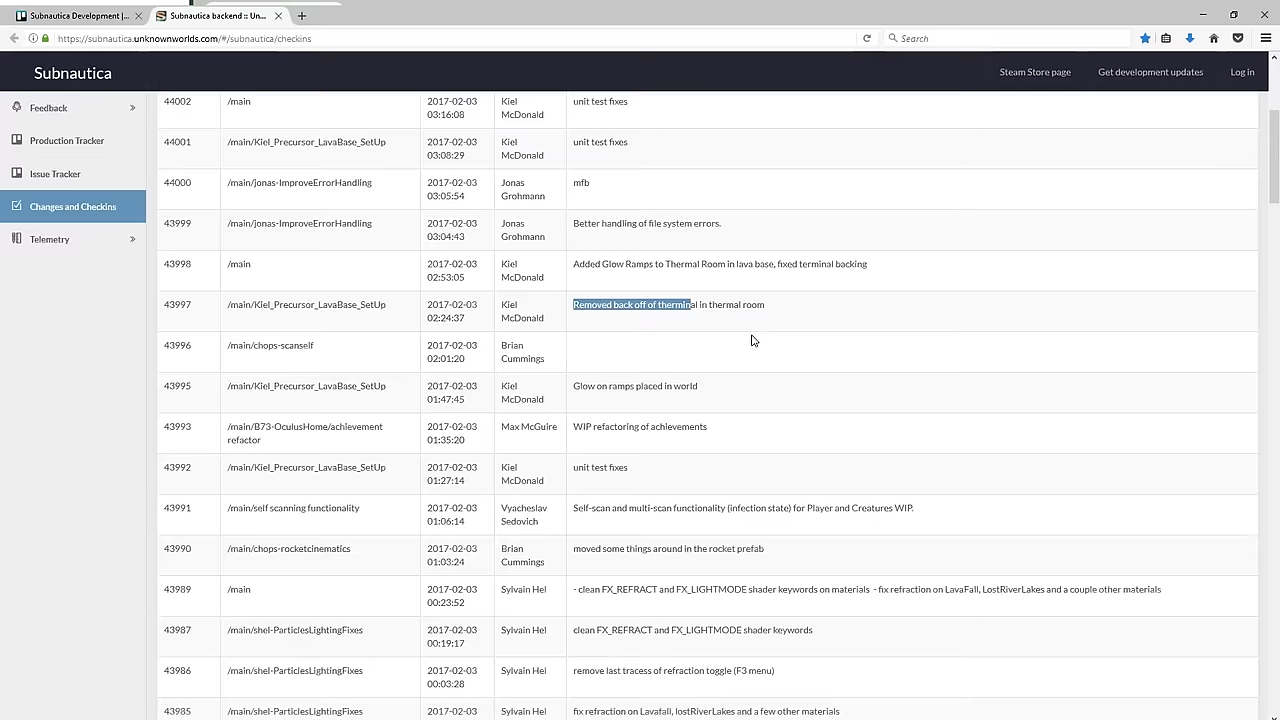 Subnautica Development |...
Subnautica backend :: Un...
https://subnautica.unknownworlds.com/#/subnautica/checkins
Search
Subnautica
Steam Store page
Get development updates
Log in
Feedback
Production Tracker
Issue Tracker
Changes and Checkins
Telemetry
44002 /main 2017-02-03 Kiel unit test fixes
03:16:08 McDonald
44001 /main/Kiel_Precursor_LavaBase_SetUp 2017-02-03 Kiel unit test fixes
03:08:29 McDonald
44000 /main/jonas-ImproveErrorHandling 2017-02-03 Jonas mfb
03:05:54 Grohmann
43999 /main/jonas-ImproveErrorHandling 2017-02-03 Jonas Better handling of file system errors.
03:04:43 Grohmann
43998 /main 2017-02-03 Kiel Added Glow Ramps to Thermal Room in lava base, fixed terminal backing
02:53:05 McDonald
43997 /main/Kiel_Precursor_LavaBase_SetUp 2017-02-03 Kiel Removed back off of therminal in thermal room
02:24:37 McDonald
43996 /main/chops-scanself 2017-02-03 Brian
02:01:20 Cummings
43995 /main/Kiel_Precursor_LavaBase_SetUp 2017-02-03 Kiel Glow on ramps placed in world
01:47:45 McDonald
43993 /main/B73-OculusHome/achievement 2017-02-03 Max McGuire WIP refactoring of achievements
refactor 01:35:20
43992 /main/Kiel_Precursor_LavaBase_SetUp 2017-02-03 Kiel unit test fixes
01:27:14 McDonald
43991 /main/self scanning functionality 2017-02-03 Vyacheslav Self-scan and multi-scan functionality (infection state) for Player and Creatures WIP.
01:06:14 Sedovich
43990 /main/chops-rocketcinematics 2017-02-03 Brian moved some things around in the rocket prefab
01:03:24 Cummings
43989 /main 2017-02-03 Sylvain Hel - clean FX_REFRACT and FX_LIGHTMODE shader keywords on materials - fix refraction on LavaFall, LostRiverLakes and a couple other materials
00:23:52
43987 /main/shel-ParticlesLightingFixes 2017-02-03 Sylvain Hel clean FX_REFRACT and FX_LIGHTMODE shader keywords
00:19:17
43986 /main/shel-ParticlesLightingFixes 2017-02-03 Sylvain Hel remove last tracess of refraction toggle (F3 menu)
00:03:28
43985 /main/shel-ParticlesLightingFixes 2017-02-03 Sylvain Hel fix refraction on Lavafall, lostRiverLakes and a few other materials